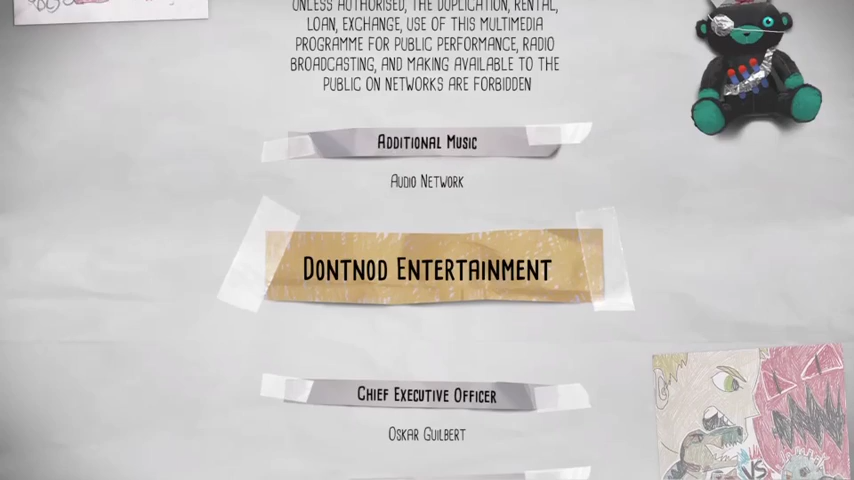 UNLESS AUTHORISED, THE DUPLICATION, RENTAL,
LOAN, EXCHANGE, USE OF THIS MULTIMEDIA
PROGRAMME FOR PUBLIC PERFORMANCE, RADIO
BROADCASTING, AND MAKING AVAILABLE TO THE
PUBLIC ON NETWORKS ARE FORBIDDEN
ADDITIONAL MUSIC
AUDIO NETWORK
DONTNOD ENTERTAINMENT
CHIEF EXECUTIVE OFFICER
OSKAR GUILBERT
VS